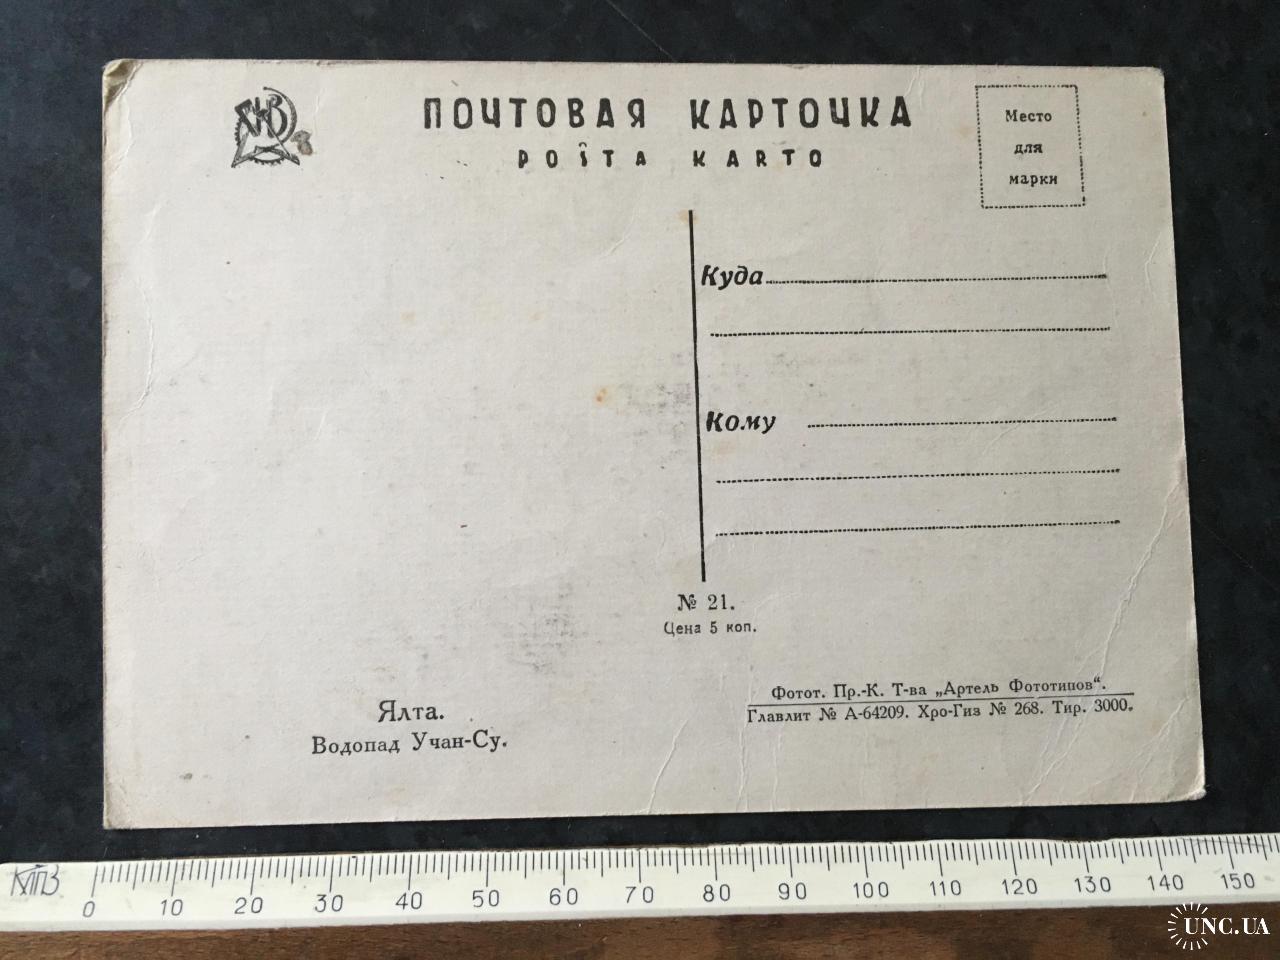 ПОЧТОВАЯ КАРТОЧКА
POŜTA KARTO
Место
для
марки
Куда
Кому
№ 21.
Цена 5 коп.
Фотот. Пр.-К. Т-ва „Артель Фототипов“.
Главлит № А-64209. Хро-Гиз № 268. Тир. 3000.
Ялта.
Водопад Учан-Су.
КЛПЗ
0 10 20 30 40 50 60 70 80 90 100 110 120 130 140 150
UNC.UA